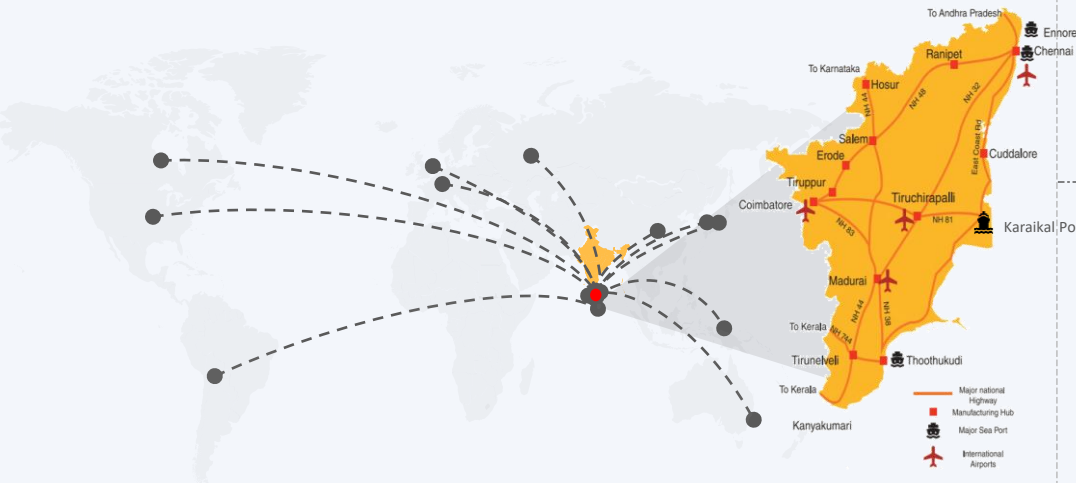 To Andhra Pradesh
Ennore
Chennai
Ranipet
To Karnataka
Hosur
NH 44
NH 48
NH 32
Salem
East Coast Rd
Erode
Cuddalore
Tiruppur
Coimbatore
Tiruchirapalli
NH 81
Karaikal Po
NH 83
Madurai
NH 44
NH 38
To Kerala
NH 744
Tirunelveli
Thoothukudi
To Kerala
Kanyakumari
Major national
Highway
Manufacturing Hub
Major Sea Port
International
Airports